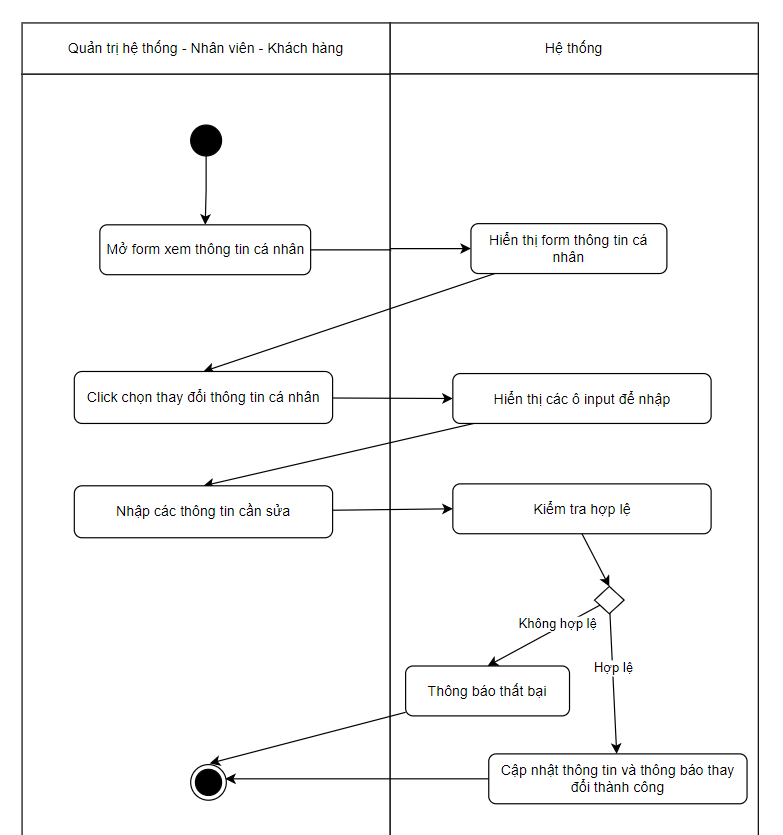 Quản trị hệ thống - Nhân viên - Khách hàng
Hệ thống
Mở form xem thông tin cá nhân
Hiển thị form thông tin cá
nhân
Click chọn thay đổi thông tin cá nhân
Hiển thị các ô input để nhập
Nhập các thông tin cần sửa
Kiểm tra hợp lệ
Không hợp lệ
Hợp lệ
Thông báo thất bại
Cập nhật thông tin và thông báo thay
đổi thành công